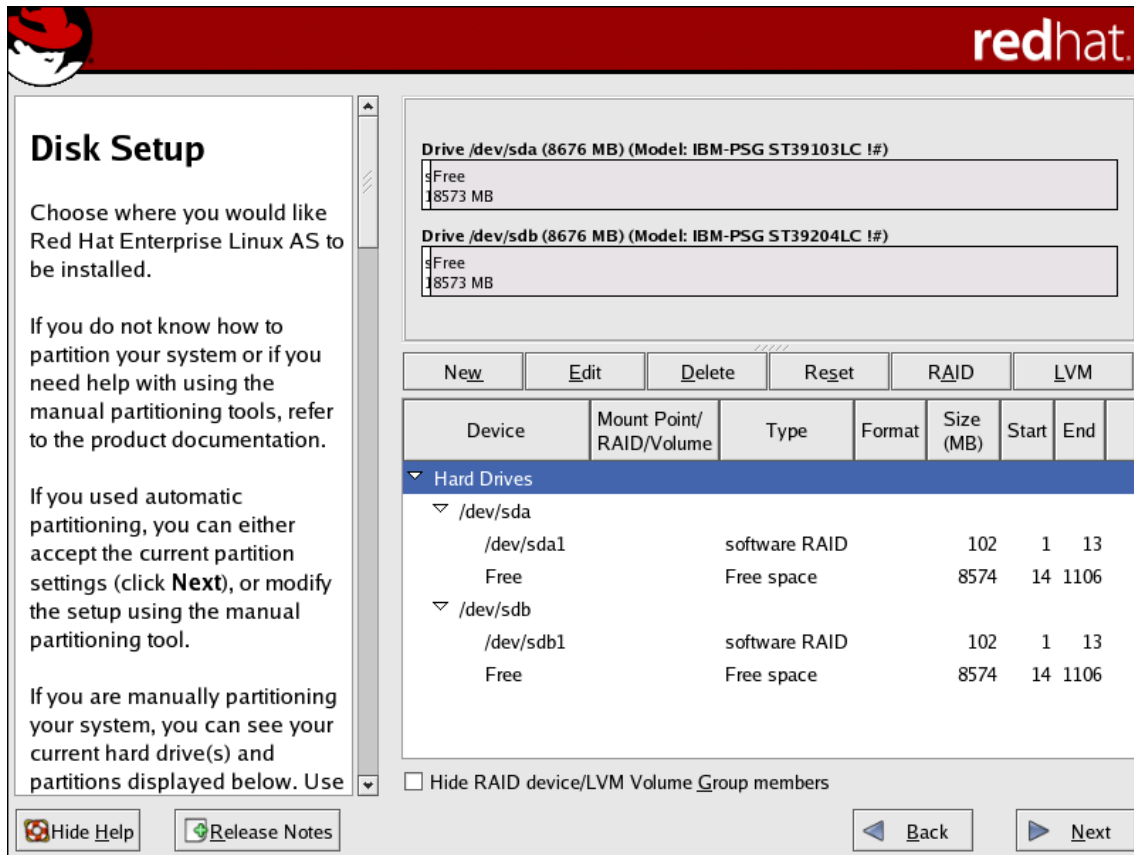 redhat.
Disk Setup
Choose where you would like
Red Hat Enterprise Linux AS to
be installed.
If you do not know how to
partition your system or if you
need help with using the
manual partitioning tools, refer
to the product documentation.
If you used automatic
partitioning, you can either
accept the current partition
settings (click Next), or modify
the setup using the manual
partitioning tool.
If you are manually partitioning
your system, you can see your
current hard drive(s) and
partitions displayed below. Use
Drive /dev/sda (8676 MB) (Model: IBM-PSG ST39103LC !#)
s Free
1 8573 MB
Drive /dev/sdb (8676 MB) (Model: IBM-PSG ST39204LC !#)
s Free
1 8573 MB
New Edit Delete Reset RAID LVM
Device Mount Point/ RAID/Volume Type Format Size (MB) Start End
Hard Drives
/dev/sda
/dev/sda1 software RAID 102 1 13
Free Free space 8574 14 1106
/dev/sdb
/dev/sdb1 software RAID 102 1 13
Free Free space 8574 14 1106
Hide RAID device/LVM Volume Group members
Hide Help Release Notes Back Next